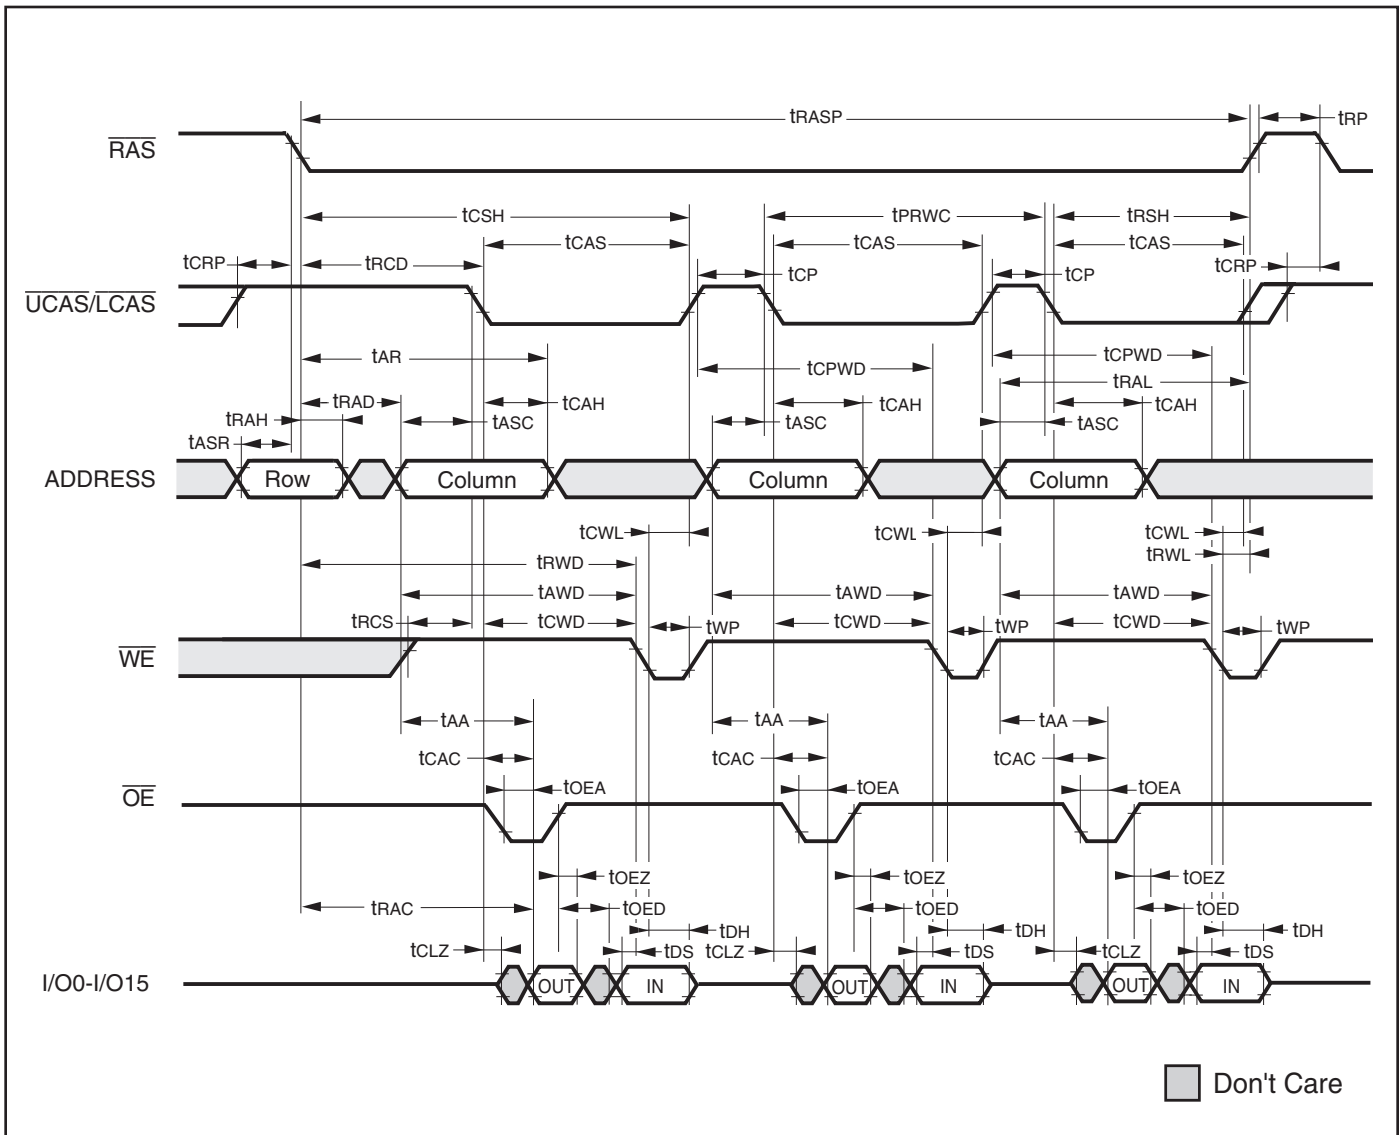 tRASP tRP
RAS
tCSH tPRWC tRSH
tCAS tCAS tCAS
tCRP tRCD tCP tCP tCRP
UCAS/LCAS
tAR tCPWD tCPWD
tRAL
tRAD tCAH tCAH tCAH
tRAH tASC tASC tASC
tASR
ADDRESS Row Column Column Column
tCWL tCWL tCWL
tRWD tRWL
tAWD tAWD tAWD
tRCS tCWD tWP tCWD tWP tCWD tWP
WE
tAA tAA tAA
tCAC tCAC tCAC
tOEA tOEA tOEA
OE
tOEZ tOEZ tOEZ
tRAC tOED tOED tOED
tDH tDH tDH
tCLZ tDS tCLZ tDS tCLZ tDS
I/O0-I/O15 OUT IN OUT IN OUT IN
Don't Care